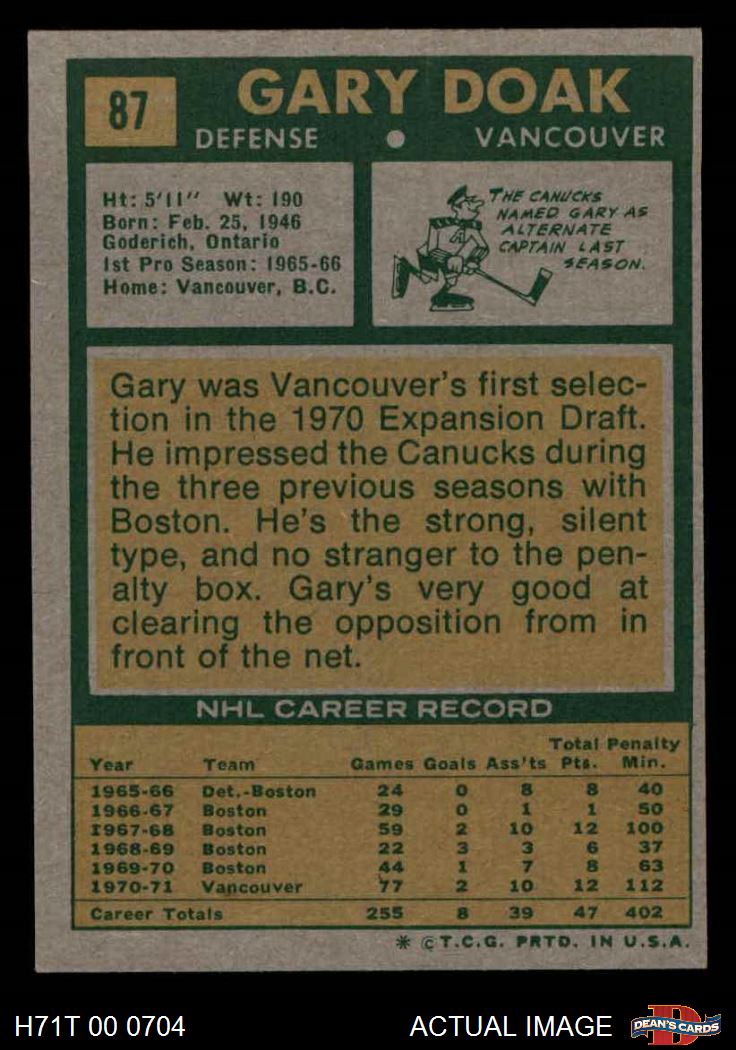 87
GARY DOAK
DEFENSE ● VANCOUVER
Ht: 5'11" Wt: 190
Born: Feb. 25, 1946
Goderich, Ontario
1st Pro Season: 1965-66
Home: Vancouver, B.C.
THE CANUCKS
NAMED GARY AS
ALTERNATE
CAPTAIN LAST
SEASON.
A
Gary was Vancouver's first selec-
tion in the 1970 Expansion Draft.
He impressed the Canucks during
the three previous seasons with
Boston. He's the strong, silent
type, and no stranger to the pen-
alty box. Gary's very good at
clearing the opposition from in
front of the net.
NHL CAREER RECORD
Year Team Games Goals Ass'ts Total Pts. Penalty Min.
1965-66 Det.-Boston 24 0 8 8 40
1966-67 Boston 29 0 1 1 50
1967-68 Boston 59 2 10 12 100
1968-69 Boston 22 3 3 6 37
1969-70 Boston 44 1 7 8 63
1970-71 Vancouver 77 2 10 12 112
Career Totals 255 8 39 47 402
* © T.C.G. PRTD. IN U.S.A.
H71T 00 0704 ACTUAL IMAGE
D
DEAN'S CARDS